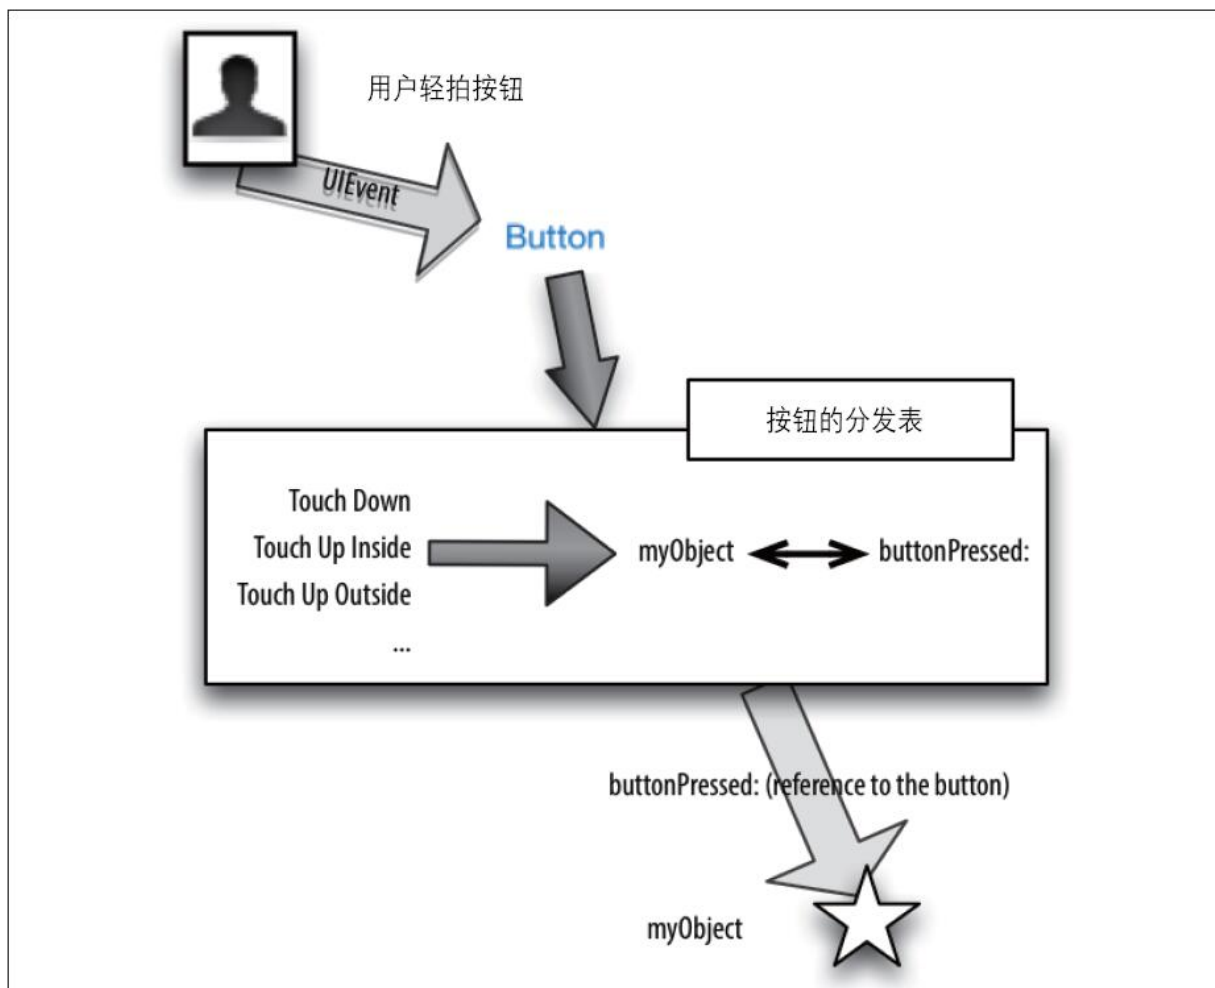 用户轻拍按钮
UIEvent
Button
按钮的分发表
Touch Down
Touch Up Inside
Touch Up Outside
...
myObject
buttonPressed:
buttonPressed: (reference to the button)
myObject